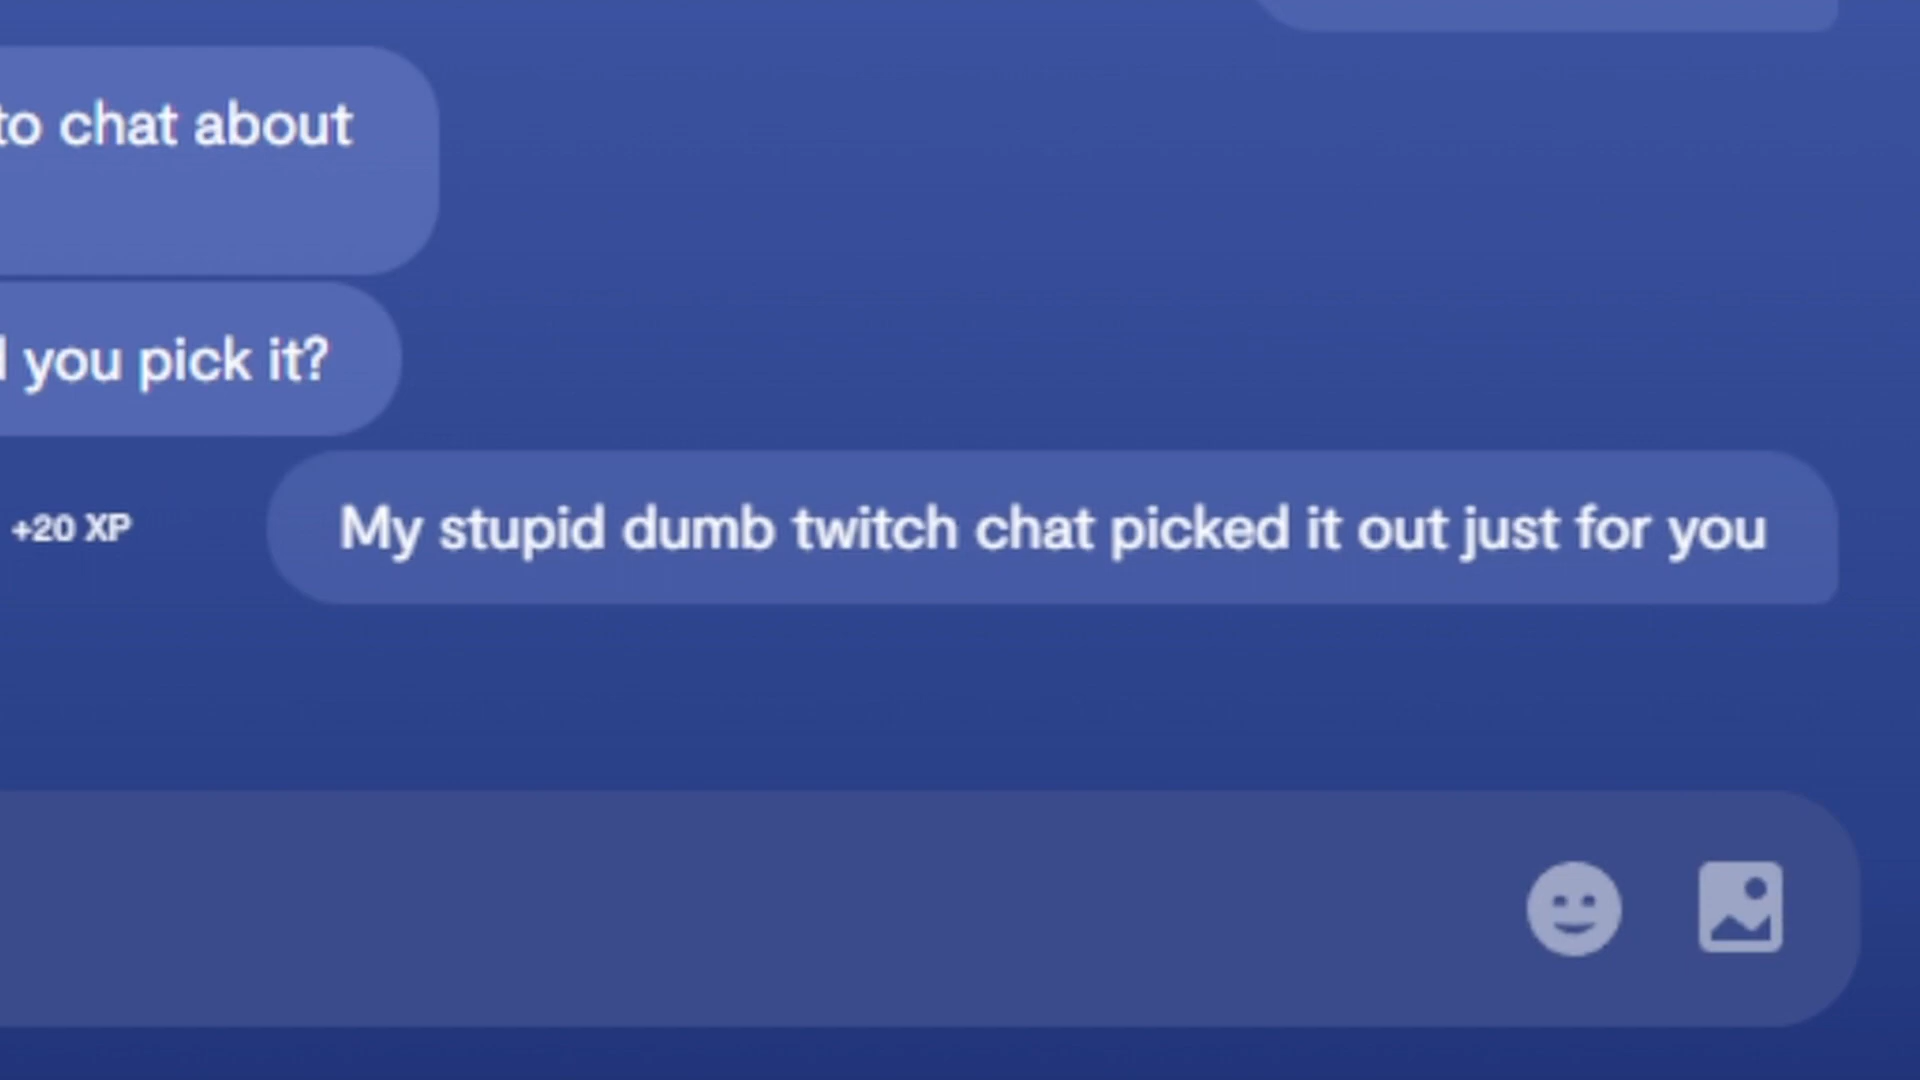 to chat about
you pick it?
+20 XP
My stupid dumb twitch chat picked it out just for you